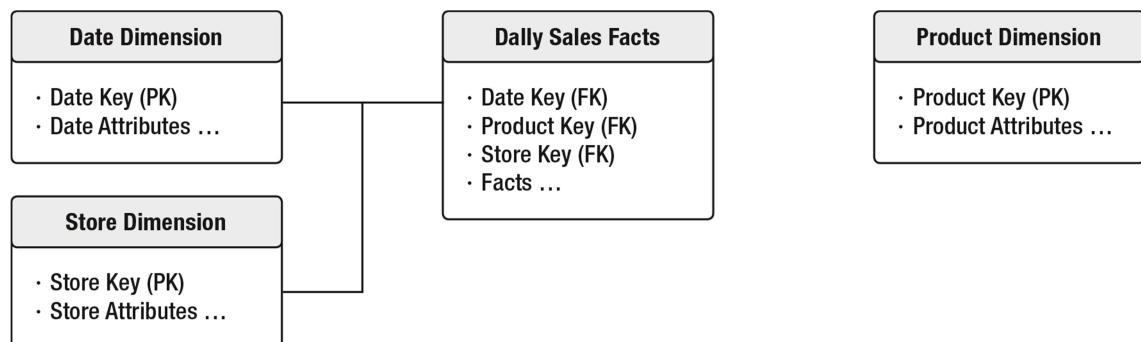 Date Dimension
· Date Key (PK)
· Date Attributes ...
Dally Sales Facts
· Date Key (FK)
· Product Key (FK)
· Store Key (FK)
· Facts ...
Product Dimension
· Product Key (PK)
· Product Attributes ...
Store Dimension
· Store Key (PK)
· Store Attributes ...